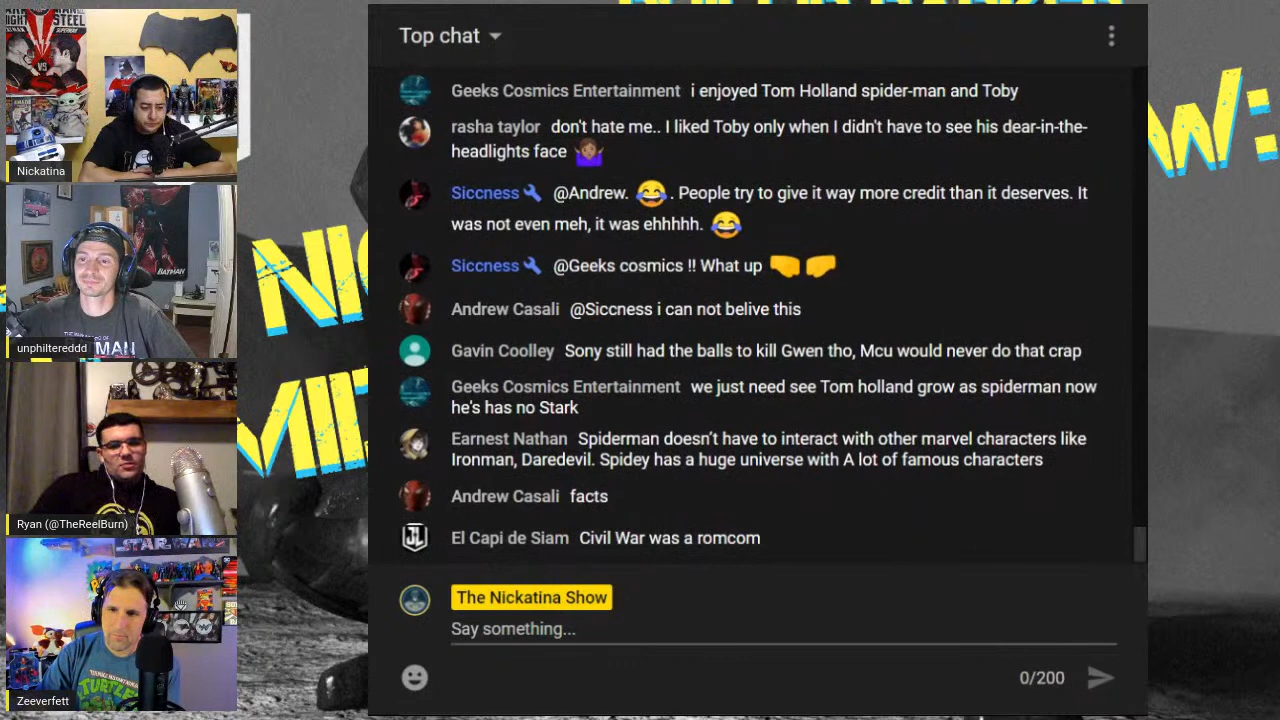 Top chat
Geeks Cosmics Entertainment i enjoyed Tom Holland spider-man and Toby
rasha taylor don't hate me.. I liked Toby only when I didn't have to see his dear-in-the-
headlights face 🤷🏽‍♀️
Siccness @Andrew. 😂. People try to give it way more credit than it deserves. It
was not even meh, it was ehhhhh. 😂
Siccness @Geeks cosmics !! What up 🤜🤛
Andrew Casali @Siccness i can not belive this
Gavin Coolley Sony still had the balls to kill Gwen tho, Mcu would never do that crap
Geeks Cosmics Entertainment we just need see Tom holland grow as spiderman now
he's has no Stark
Earnest Nathan Spiderman doesn’t have to interact with other marvel characters like
Ironman, Daredevil. Spidey has a huge universe with A lot of famous characters
Andrew Casali facts
El Capi de Siam Civil War was a romcom
The Nickatina Show
Say something...
0/200
STEEL
VS
Nickatina
BATMAN
MAN
unphiltereddd
Ryan (@TheReelBurn)
TURTLES
Zeeverfett
NI
W: